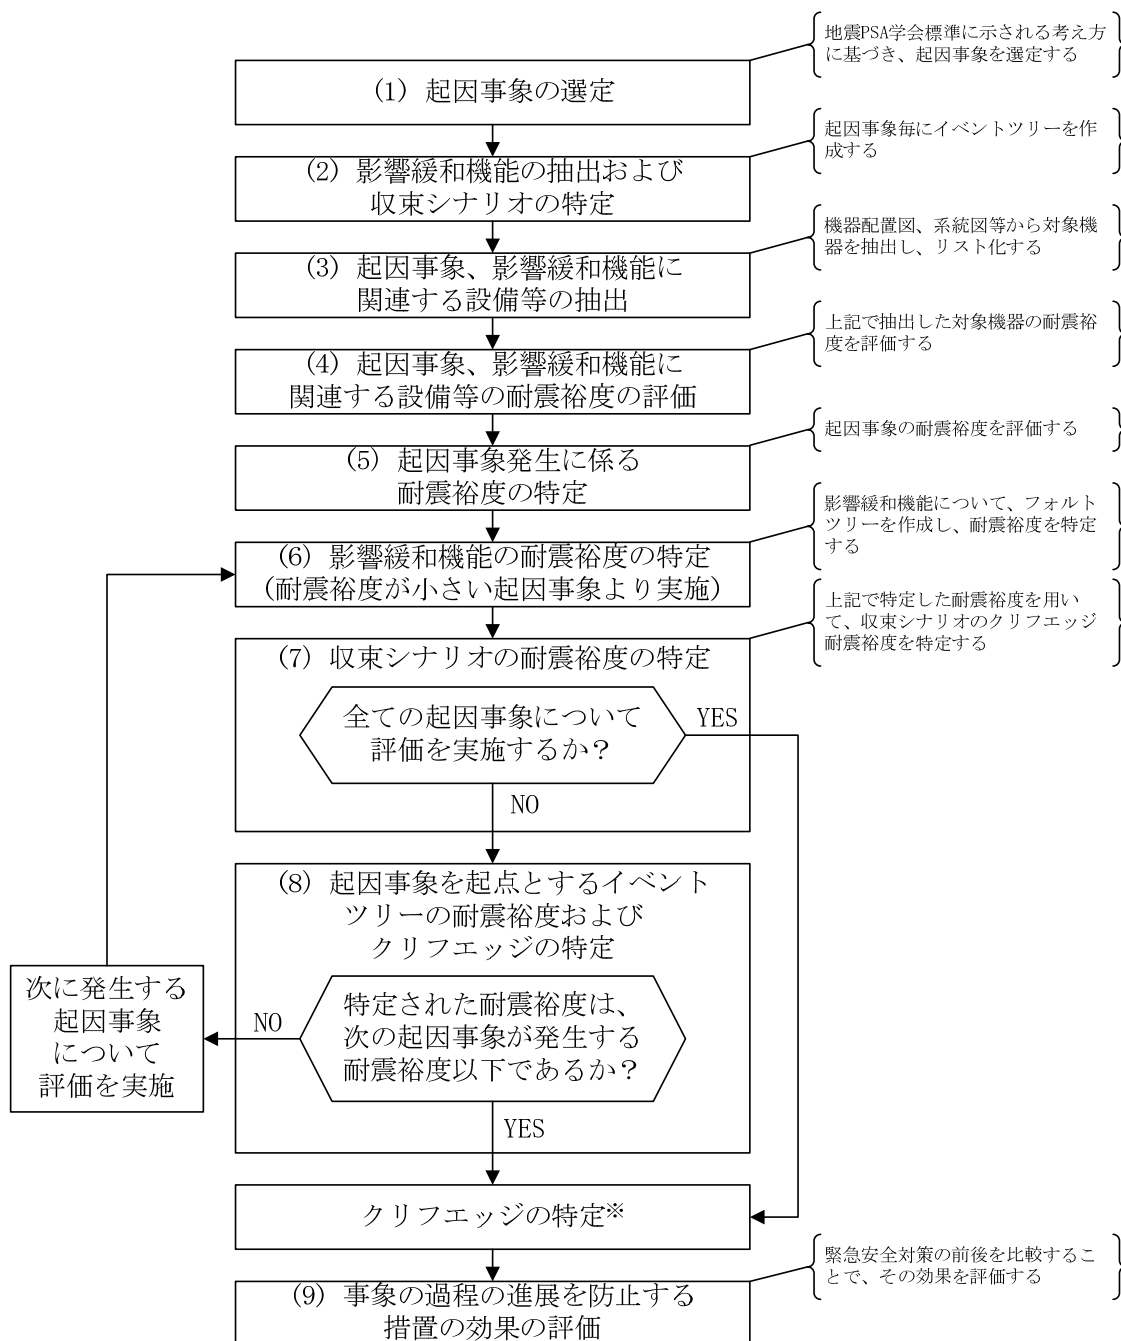 地震PSA学会標準に示される考え方
に基づき、起因事象を選定する
(1) 起因事象の選定
起因事象毎にイベントツリーを作
成する
(2) 影響緩和機能の抽出および
収束シナリオの特定
機器配置図、系統図等から対象機
器を抽出し、リスト化する
(3) 起因事象、影響緩和機能に
関連する設備等の抽出
上記で抽出した対象機器の耐震裕
度を評価する
(4) 起因事象、影響緩和機能に
関連する設備等の耐震裕度の評価
起因事象の耐震裕度を評価する
(5) 起因事象発生に係る
耐震裕度の特定
影響緩和機能について、フォルト
ツリーを作成し、耐震裕度を特定
する
(6) 影響緩和機能の耐震裕度の特定
(耐震裕度が小さい起因事象より実施)
上記で特定した耐震裕度を用い
て、収束シナリオのクリフエッジ
耐震裕度を特定する
(7) 収束シナリオの耐震裕度の特定
全ての起因事象について
評価を実施するか?
YES
NO
(8) 起因事象を起点とするイベント
ツリーの耐震裕度および
クリフエッジの特定
特定された耐震裕度は、
次の起因事象が発生する
耐震裕度以下であるか?
NO
次に発生する
起因事象
について
評価を実施
YES
クリフエッジの特定※
緊急安全対策の前後を比較するこ
とで、その効果を評価する
(9) 事象の過程の進展を防止する
措置の効果の評価